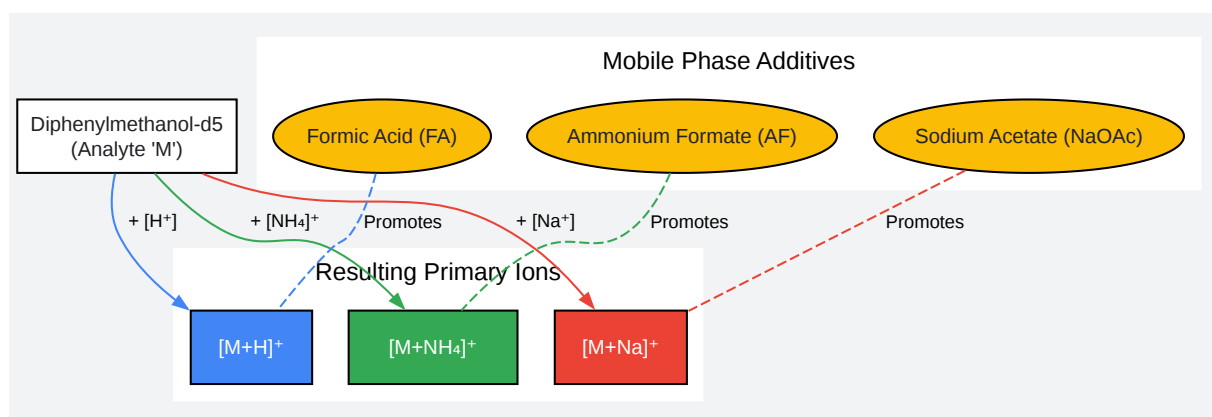 Mobile Phase Additives
Diphenylmethanol-d5
(Analyte 'M')
Formic Acid (FA)
Ammonium Formate (AF)
Sodium Acetate (NaOAc)
+ [H⁺]
+ [NH₄]⁺
Promotes
+ [Na⁺]
Promotes
Promotes
Resulting Primary Ions
[M+H]⁺
[M+NH₄]⁺
[M+Na]⁺